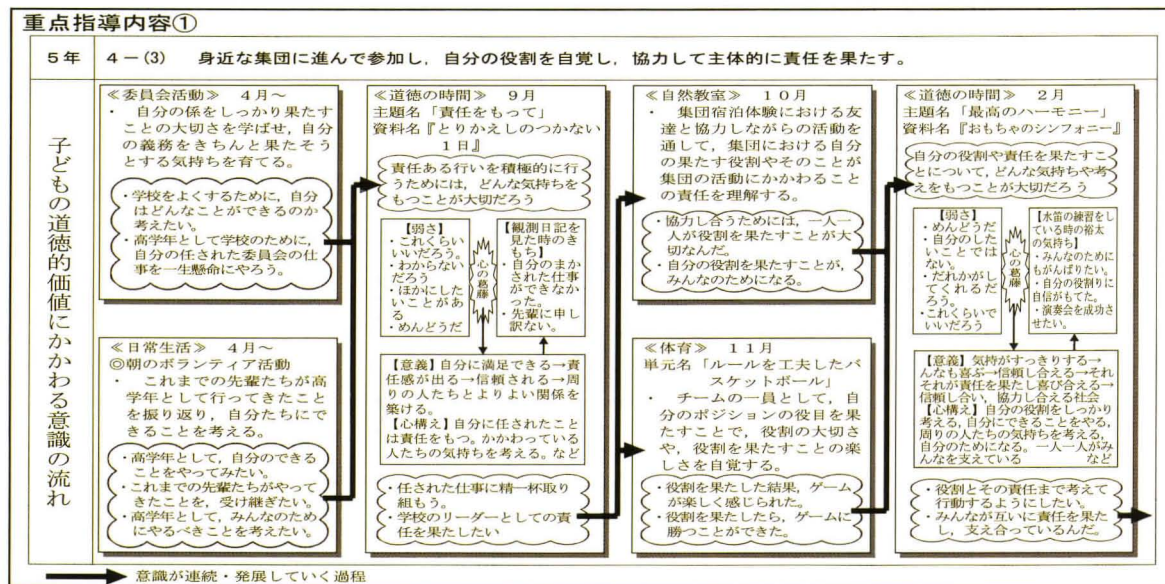 重点指導内容①
5年 4－(3) 身近な集団に進んで参加し，自分の役割を自覚し，協力して主体的に責任を果たす。
子どもの道徳的価値にかかわる意識の流れ
≪委員会活動≫ 4月～
・ 自分の係をしっかり果たす
ことの大切さを学ばせ，自分
の義務をきちんと果たそう
とする気持ちを育てる。
・学校をよくするために，自分
はどんなことができるのか
考えたい。
・高学年として学校のために，
自分の任された委員会の仕
事を一生懸命にやろう。
≪日常生活≫ 4月～
◎朝のボランティア活動
・ これまでの先輩たちが高
学年として行ってきたこと
を振り返り，自分たちにで
きることを考える。
・高学年として，自分のできる
ことをやってみたい。
・これまでの先輩たちがやって
きたことを，受け継ぎたい。
・高学年として，みんなのため
にやるべきことを考えたい。
≪道徳の時間≫ 9月
主題名「責任をもって」
資料名『とりかえしのつかない
1日』
責任ある行いを積極的に行
うためには，どんな気持ちを
もつことが大切だろう
【弱さ】
・これくらい
いいだろう。
・わからない
だろう
・ほかにした
いことがあ
る
・めんどうだ
心の葛藤
【観測日記を
見た時のき
もち】
・自分のまか
された仕事
ができなか
った。
・先輩に申し
訳ない。
【意義】自分に満足できる→責
任感が出る→信頼される→周
りの人たちとよりよい関係を
築ける。
【心構え】自分に任されたこと
は責任をもつ。かかわっている
人たちの気持ちを考える。など
・任された仕事に精一杯取り
組もう。
・学校のリーダーとしての責
任を果たしたい
≪自然教室≫ 10月
・ 集団宿泊体験における友
達と協力しながらの活動を
通して，集団における自分
の果たす役割やそのことが
集団の活動にかかわること
の責任を理解する。
・協力し合うためには，一人一
人が役割を果たすことが大
切なんだ。
・自分の役割を果たすことが，
みんなのためになる。
≪体育≫ 11月
単元名「ルールを工夫したバ
スケットボール」
・ チームの一員として，自
分のポジションの役目を果
たすことで，役割の大切さ
や，役割を果たすことの楽
しさを自覚する。
・役割を果たした結果，ゲーム
が楽しく感じられた。
・役割を果たしたら，ゲームに
勝つことができた。
≪道徳の時間≫ 2月
主題名「最高のハーモニー」
資料名『おもちゃのシンフォニー』
自分の役割や責任を果たすこ
とについて，どんな気持ちや考
えをもつことが大切だろう
【弱さ】
・めんどうだ
・自分のした
いことでは
ない。
・だれかがし
てくれるだ
ろう。
・これくらいで
いいだろう
心の葛藤
【水笛の練習をし
ている時の裕太
の気持ち】
・みんなのために
もがんばりたい。
・自分の役割りに
自信がもてた。
・演奏会を成功さ
せたい。
【意義】気持がすっきりする→み
んなも喜ぶ→信頼し合える→それ
ぞれが責任を果たし喜び合える→
信頼し合い，協力し合える社会
【心構え】自分の役割をしっかり
考える，自分にできることをやる，
周りの人たちの気持ちを考える，
自分のためになる。一人一人がみ
んなを支えている など
・役割とその責任まで考えて
行動するようにしたい。
・みんなが互いに責任を果た
し，支え合っているんだ。
意識が連続・発展していく過程